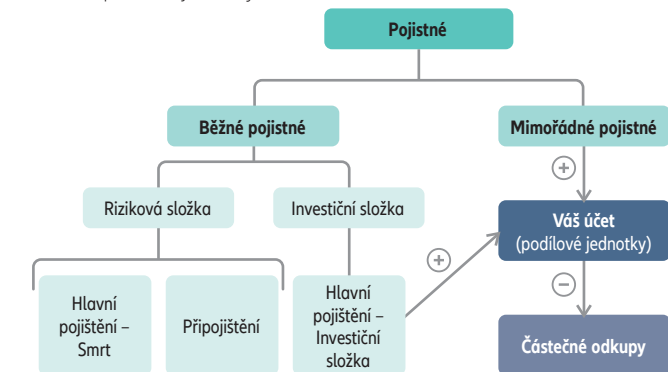 Pojistné
Běžné pojistné
Mimořádné pojistné
+
Riziková složka
Investiční složka
Váš účet
(podílové jednotky)
+
−
Hlavní
pojištění –
Smrt
Připojištění
Hlavní
pojištění –
Investiční
složka
Částečné odkupy